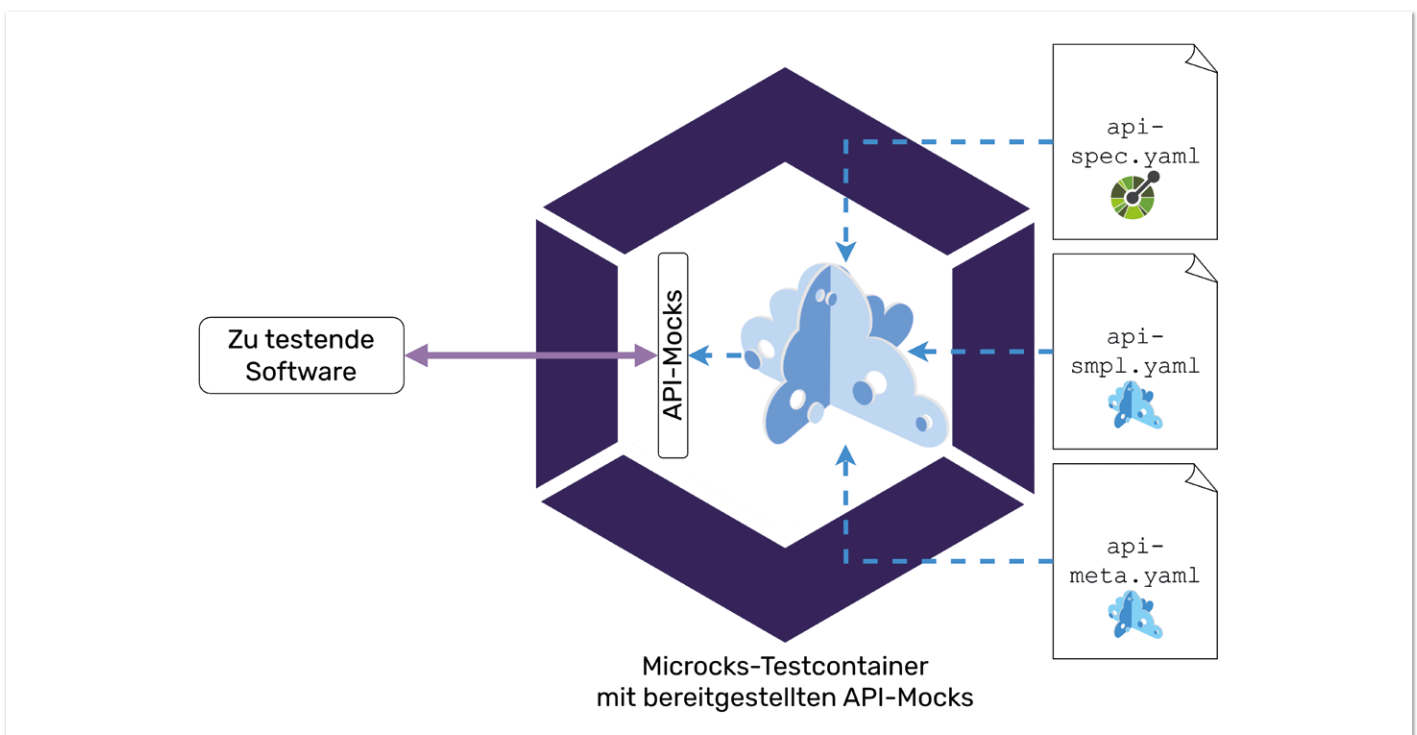 api-
spec.yaml
Zu testende
Software
API-Mocks
api-
smpl.yaml
api-
meta.yaml
Microcks-Testcontainer
mit bereitgestellten API-Mocks